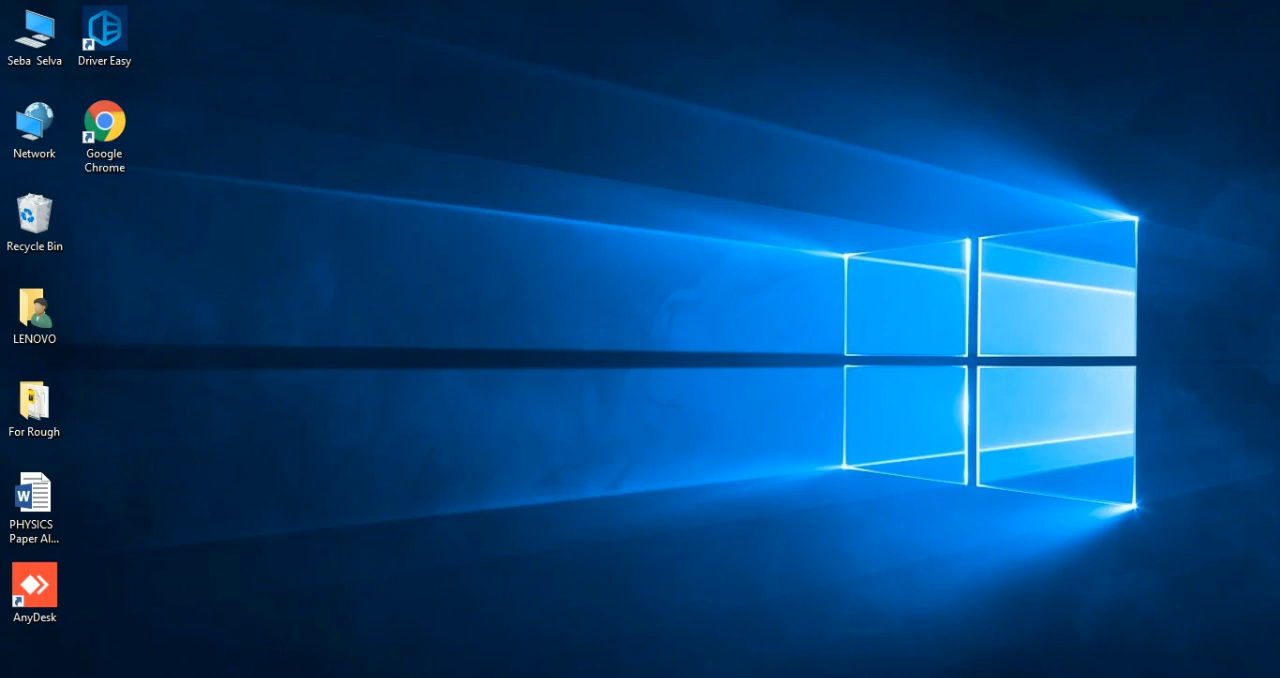 Seba Selva
Driver Easy
Network
Google
Chrome
Recycle Bin
LENOVO
For Rough
W
PHYSICS
Paper Al...
AnyDesk